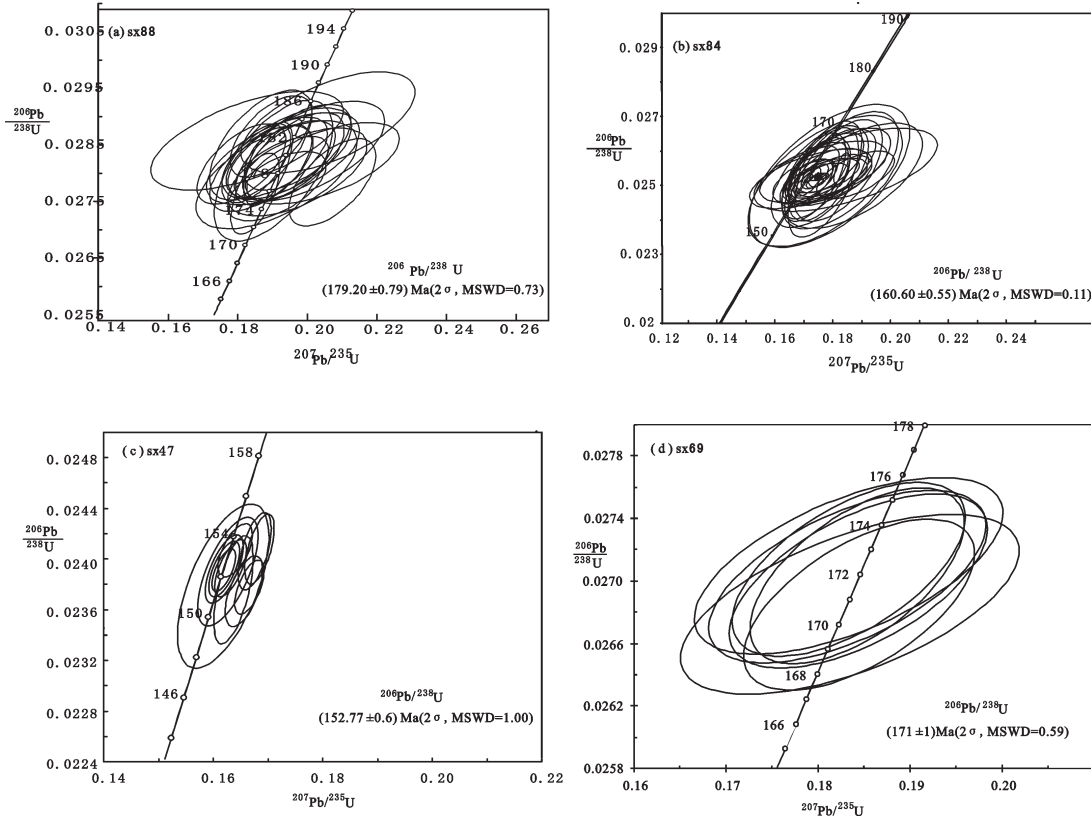 (a) sx88
0.0305
0.0295
0.0285
0.0275
0.0265
0.0255
206Pb
238U
194
190
186
182
174
170
166
206 Pb/238 U
(179.20±0.79) Ma(2σ, MSWD=0.73)
0.14 0.16 0.18 0.20 0.22 0.24 0.26
207Pb/235U
(b) sx84
0.029
0.027
0.025
0.023
0.02
206Pb
238U
190
180
170
150
206Pb/238U
(160.60±0.55) Ma(2σ, MSWD=0.11)
0.12 0.14 0.16 0.18 0.20 0.24
207Pb/235U
(c) sx47
0.0248
0.0244
0.0240
0.0236
0.0232
0.0228
0.0224
206Pb
238U
158
154
150
146
206Pb/238U
(152.77±0.6) Ma(2σ, MSWD=1.00)
0.14 0.16 0.18 0.20 0.22
207Pb/235U
(d) sx69
0.0278
0.0274
0.0270
0.0266
0.0262
0.0258
206Pb
238U
178
176
174
172
170
168
166
206Pb/238U
(171±1)Ma(2σ, MSWD=0.59)
0.16 0.17 0.18 0.19 0.20
207Pb/235U